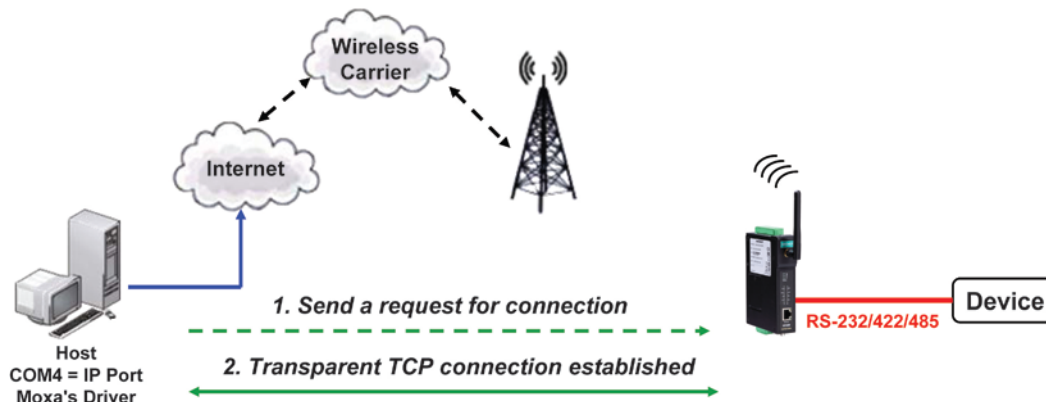 Wireless
Carrier
Internet
1. Send a request for connection
RS-232/422/485
Device
2. Transparent TCP connection established
Host
COM4 = IP Port
Moxa's Driver